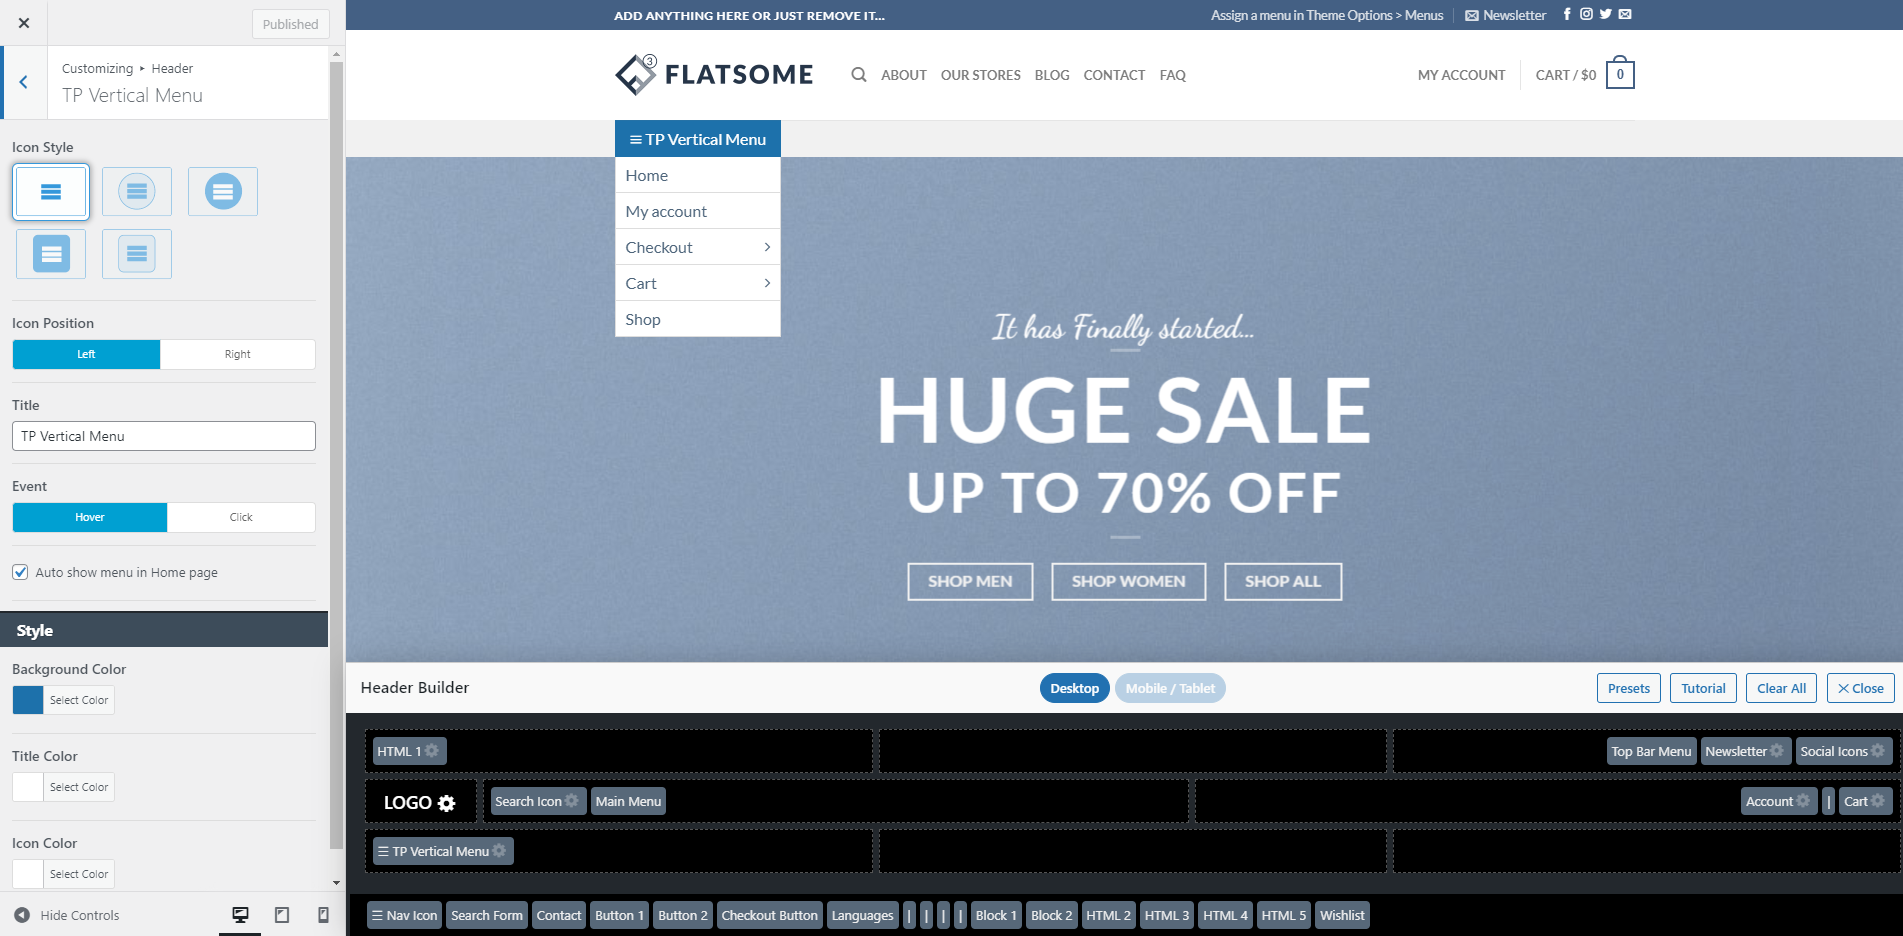 Published
Customizing ▸ Header
TP Vertical Menu
Icon Style
Icon Position
Left Right
Title
TP Vertical Menu
Event
Hover Click
Auto show menu in Home page
Style
Background Color
Select Color
Title Color
Select Color
Icon Color
Select Color
Hide Controls
ADD ANYTHING HERE OR JUST REMOVE IT...
Assign a menu in Theme Options > Menus Newsletter
FLATSOME 3
ABOUT OUR STORES BLOG CONTACT FAQ
MY ACCOUNT CART / $0 0
TP Vertical Menu
Home
My account
Checkout
Cart
Shop
It has Finally started...
HUGE SALE
UP TO 70% OFF
SHOP MEN SHOP WOMEN SHOP ALL
Header Builder
Desktop Mobile / Tablet
Presets Tutorial Clear All Close
HTML 1 Top Bar Menu Newsletter Social Icons
LOGO Search Icon Main Menu Account | Cart
☰ TP Vertical Menu
☰ Nav Icon Search Form Contact Button 1 Button 2 Checkout Button Languages | | | | Block 1 Block 2 HTML 2 HTML 3 HTML 4 HTML 5 Wishlist